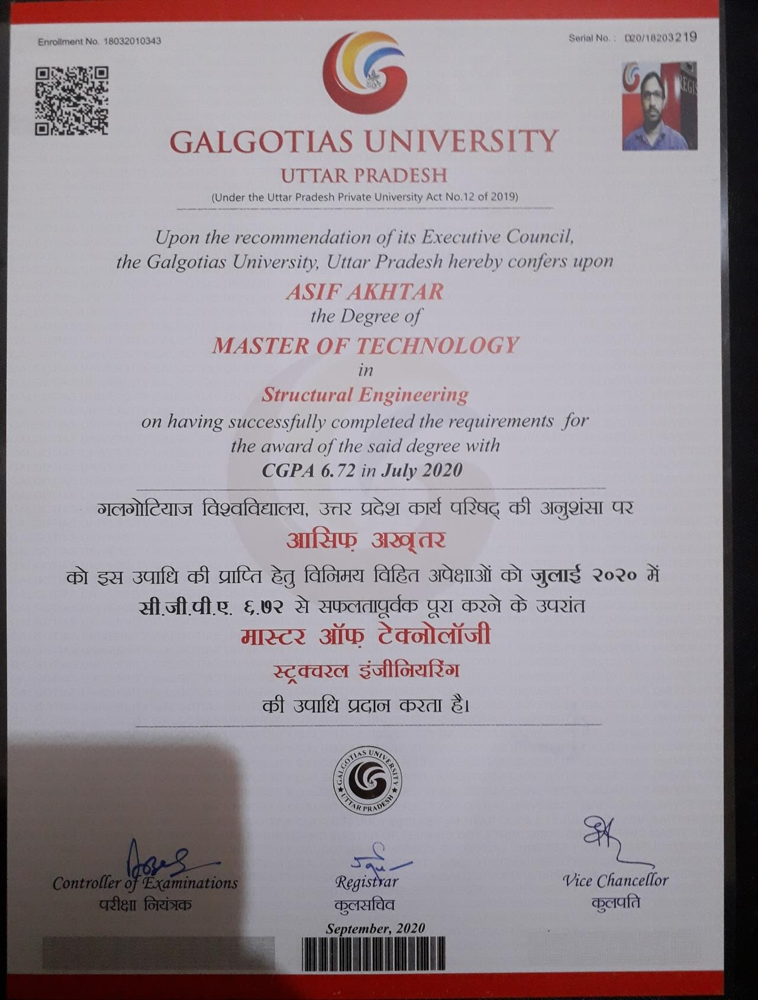 Enrollment No. 18032010343
Serial No. : D20/18203219
GALGOTIAS UNIVERSITY
UTTAR PRADESH
(Under the Uttar Pradesh Private University Act No.12 of 2019)
Upon the recommendation of its Executive Council,
the Galgotias University, Uttar Pradesh hereby confers upon
ASIF AKHTAR
the Degree of
MASTER OF TECHNOLOGY
in
Structural Engineering
on having successfully completed the requirements for
the award of the said degree with
CGPA 6.72 in July 2020
गलगोटियाज विश्वविद्यालय, उत्तर प्रदेश कार्य परिषद् की अनुशंसा पर
आसिफ़ अख़्तर
को इस उपाधि की प्राप्ति हेतु विनिमय विहित अपेक्षाओं को जुलाई २०२० में
सी.जी.पी.ए. ६.७२ से सफलतापूर्वक पूरा करने के उपरांत
मास्टर ऑफ़ टेक्नोलॉजी
स्ट्रक्चरल इंजीनियरिंग
की उपाधि प्रदान करता है।
GALGOTIAS UNIVERSITY
UTTAR PRADESH
Controller of Examinations
परीक्षा नियंत्रक
Registrar
कुलसचिव
Vice Chancellor
कुलपति
September, 2020